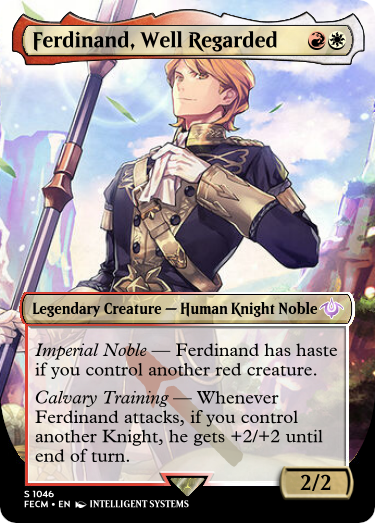 Ferdinand, Well Regarded
Legendary Creature — Human Knight Noble
Imperial Noble — Ferdinand has haste
if you control another red creature.
Calvary Training — Whenever
Ferdinand attacks, if you control
another Knight, he gets +2/+2 until
end of turn.
2/2
S 1046
FECM • EN INTELLIGENT SYSTEMS